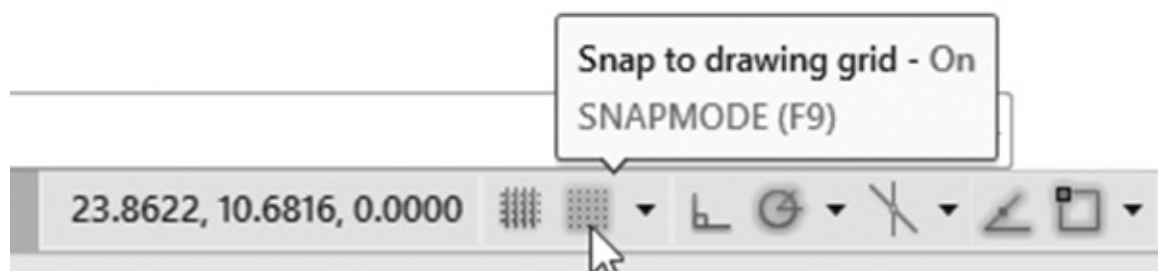 Snap to drawing grid - On
SNAPMODE (F9)
23.8622, 10.6816, 0.0000